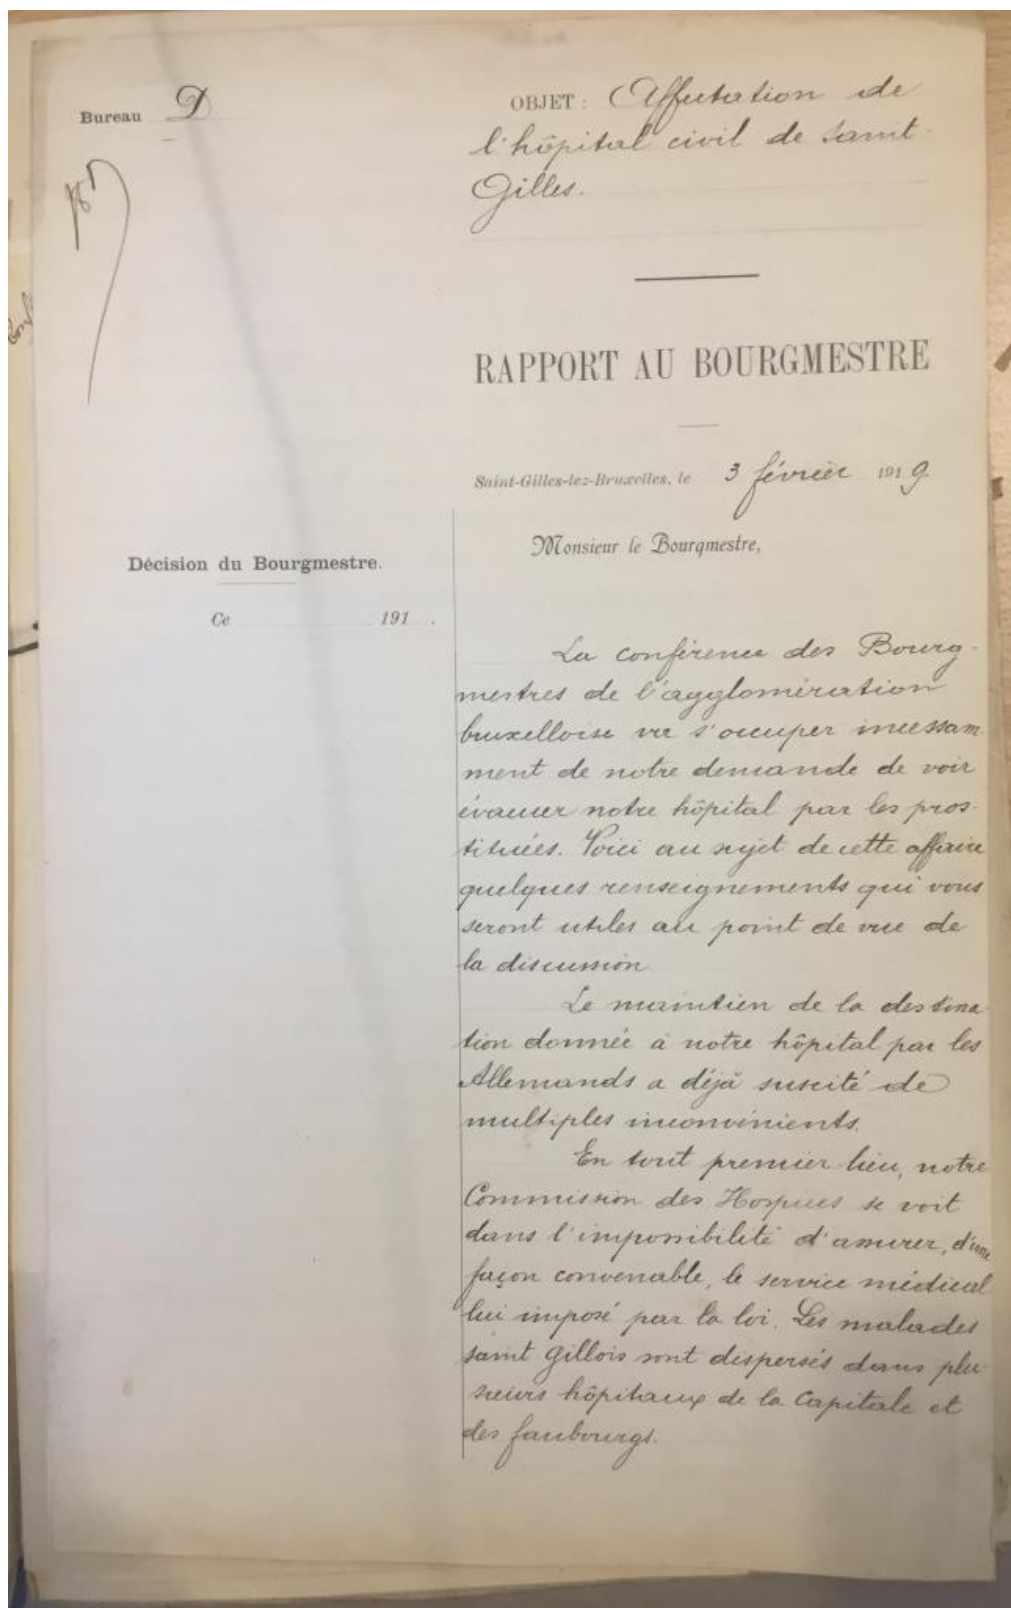 Bureau D
OBJET : Affectation de
l'hôpital civil de Saint-
Gilles.
RAPPORT AU BOURGMESTRE
Saint-Gilles-lez-Bruxelles, le 3 février 1919.
Décision du Bourgmestre.
Ce 191 .
Monsieur le Bourgmestre,
La conférence des Bourg-
mestres de l'agglomération
bruxelloise va s'occuper incessam
ment de notre demande de voir
évacuer notre hôpital par les pros-
tituées. Voici au sujet de cette affaire
quelques renseignements qui vous
seront utiles au point de vue de
la discussion.
Le maintien de la destina-
tion donnée à notre hôpital par les
Allemands a déjà suscité de
multiples inconvénients.
En tout premier lieu, notre
Commission des Hospices se voit
dans l'impossibilité d'assurer, d'une
façon convenable, le service médical
lui imposé par la loi. Les malades
saint gillois sont dispersés dans plu-
sieurs hôpitaux de la Capitale et
des faubourgs.